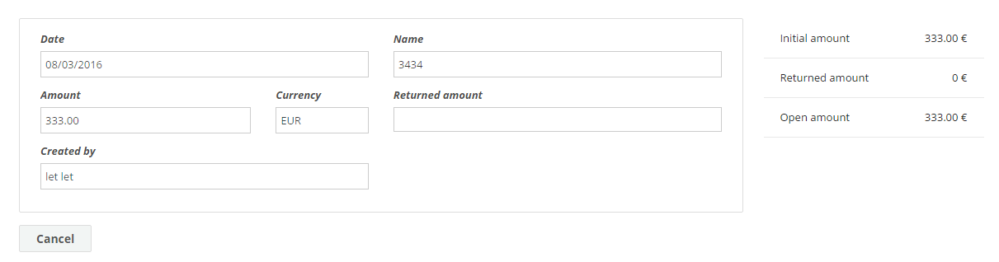 Date
08/03/2016
Name
3434
Amount
333.00
Currency
EUR
Returned amount
Created by
let let
Cancel
Initial amount 333.00 €
Returned amount 0 €
Open amount 333.00 €